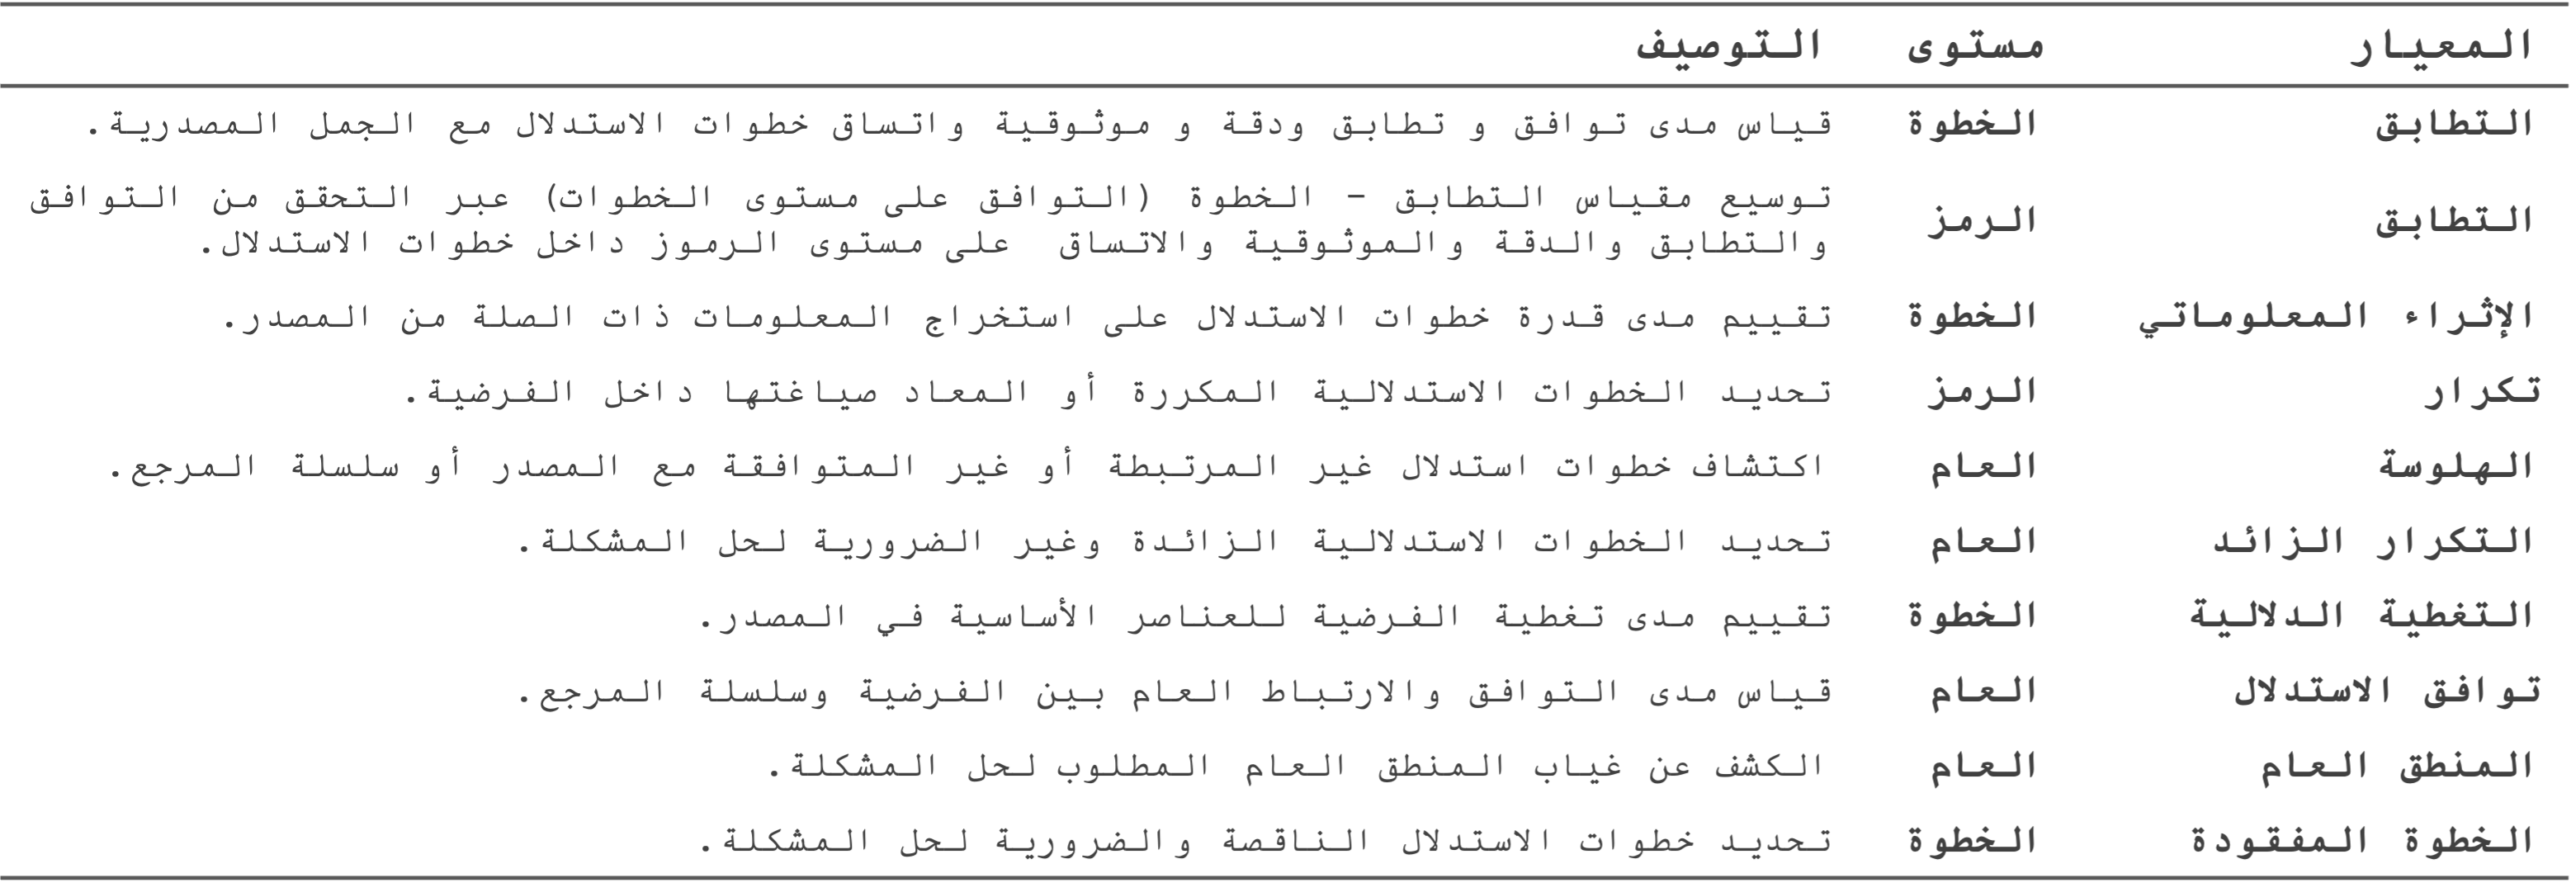 المعيار مستوى التوصيف
التطابق الخطوة قياس مدى توافق و تطابق ودقة و موثوقية واتساق خطوات الاستدلال مع الجمل المصدرية.
التطابق الرمز توسيع مقياس التطابق - الخطوة (التوافق على مستوى الخطوات) عبر التحقق من التوافق
والتطابق والدقة والموثوقية والاتساق على مستوى الرموز داخل خطوات الاستدلال.
الإثراء المعلوماتي الخطوة تقييم مدى قدرة خطوات الاستدلال على استخراج المعلومات ذات الصلة من المصدر.
تكرار الرمز تحديد الخطوات الاستدلالية المكررة أو المعاد صياغتها داخل الفرضية.
الهلوسة العام اكتشاف خطوات استدلال غير المرتبطة أو غير المتوافقة مع المصدر أو سلسلة المرجع.
التكرار الزائد العام تحديد الخطوات الاستدلالية الزائدة وغير الضرورية لحل المشكلة.
التغطية الدلالية الخطوة تقييم مدى تغطية الفرضية للعناصر الأساسية في المصدر.
توافق الاستدلال العام قياس مدى التوافق والارتباط العام بين الفرضية وسلسلة المرجع.
المنطق العام العام الكشف عن غياب المنطق العام المطلوب لحل المشكلة.
الخطوة المفقودة الخطوة تحديد خطوات الاستدلال الناقصة والضرورية لحل المشكلة.